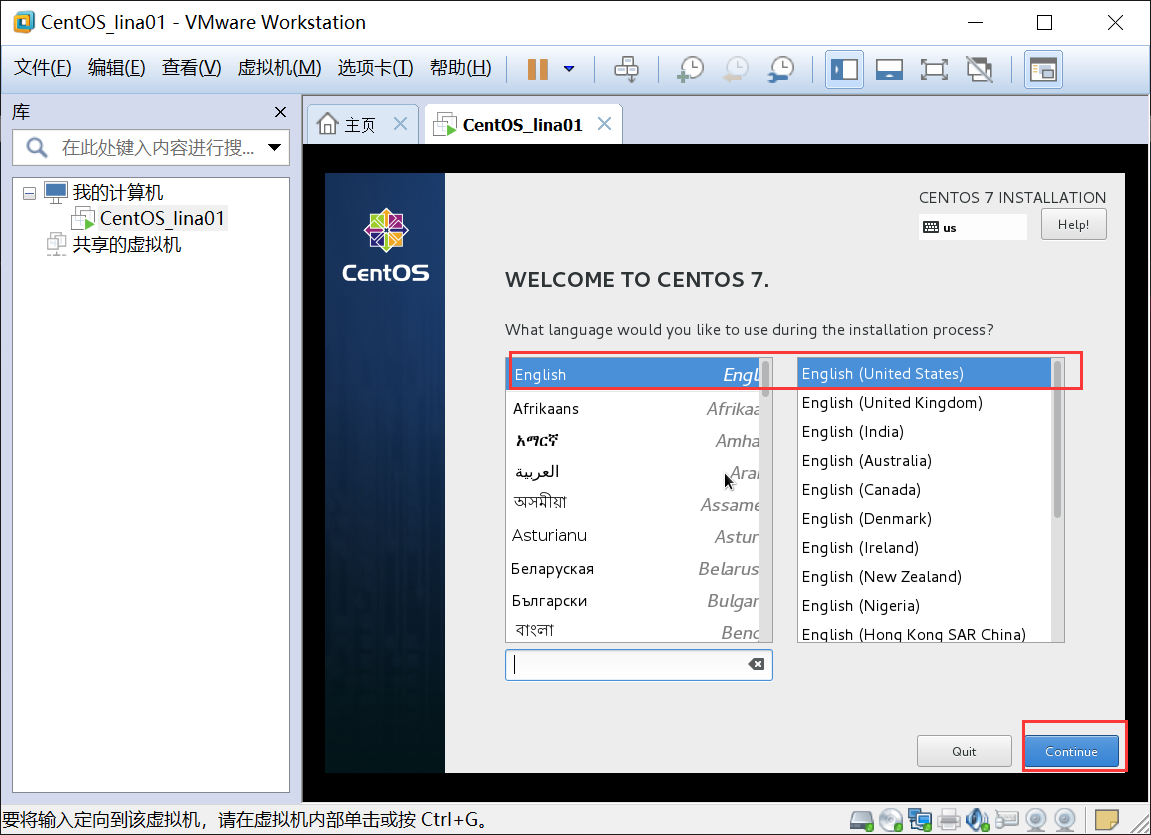 CentOS_lina01 - VMware Workstation
文件(F) 编辑(E) 查看(V) 虚拟机(M) 选项卡(T) 帮助(H)
库
在此处键入内容进行搜...
我的计算机
CentOS_lina01
共享的虚拟机
主页
CentOS_lina01
CentOS
CENTOS 7 INSTALLATION
us
Help!
WELCOME TO CENTOS 7.
What language would you like to use during the installation process?
English Engl
Afrikaans Afrikaa
አማርኛ Amha
العربية Ara
অসমীয়া Assame
Asturianu Astur
Беларуская Belarus
Български Bulgar
বাংলা Beng
English (United States)
English (United Kingdom)
English (India)
English (Australia)
English (Canada)
English (Denmark)
English (Ireland)
English (New Zealand)
English (Nigeria)
English (Hong Kong SAR China)
Quit
Continue
要将输入定向到该虚拟机，请在虚拟机内部单击或按 Ctrl+G。